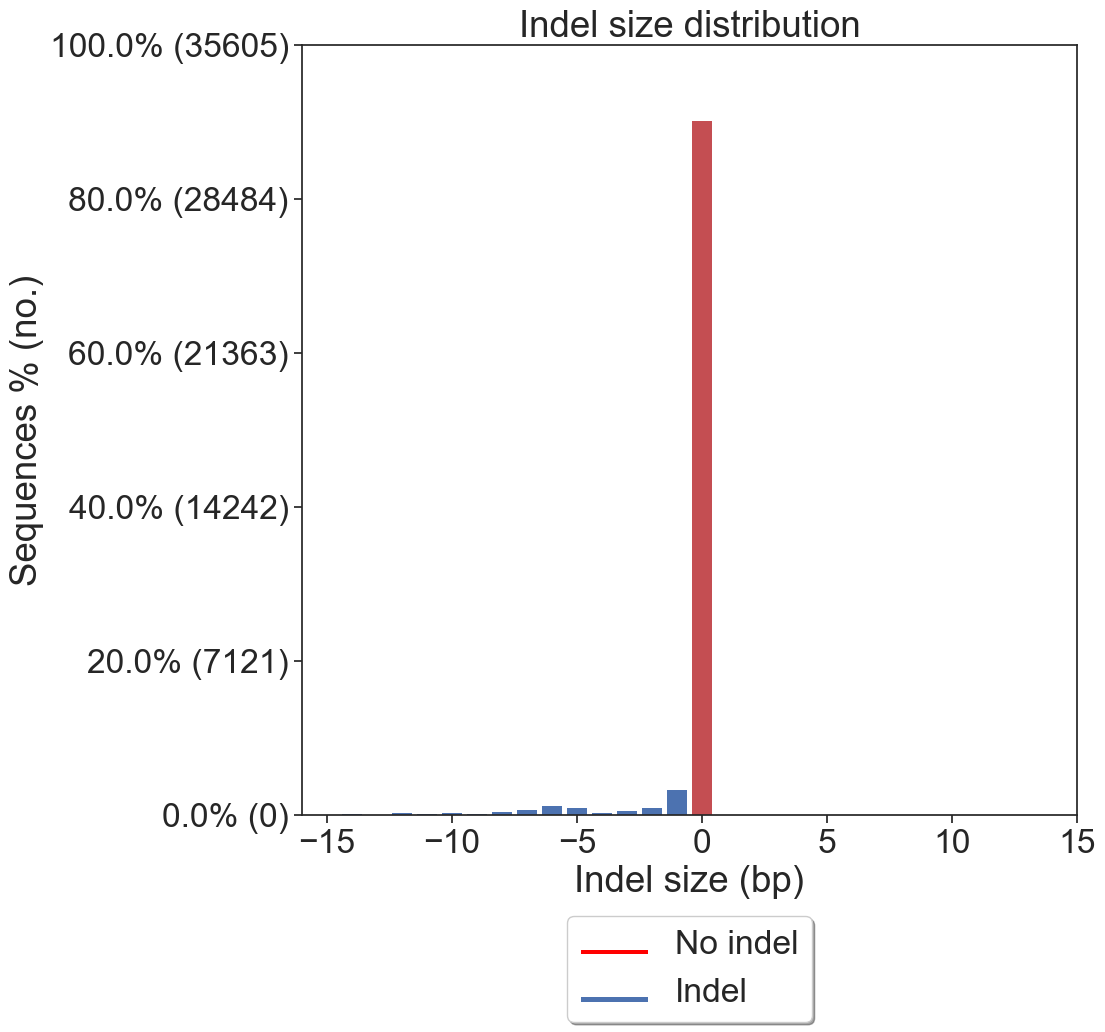 Indel size distribution
100.0% (35605)
80.0% (28484)
60.0% (21363)
40.0% (14242)
20.0% (7121)
0.0% (0)
Sequences % (no.)
−15 −10 −5 0 5 10 15
Indel size (bp)
No indel
Indel